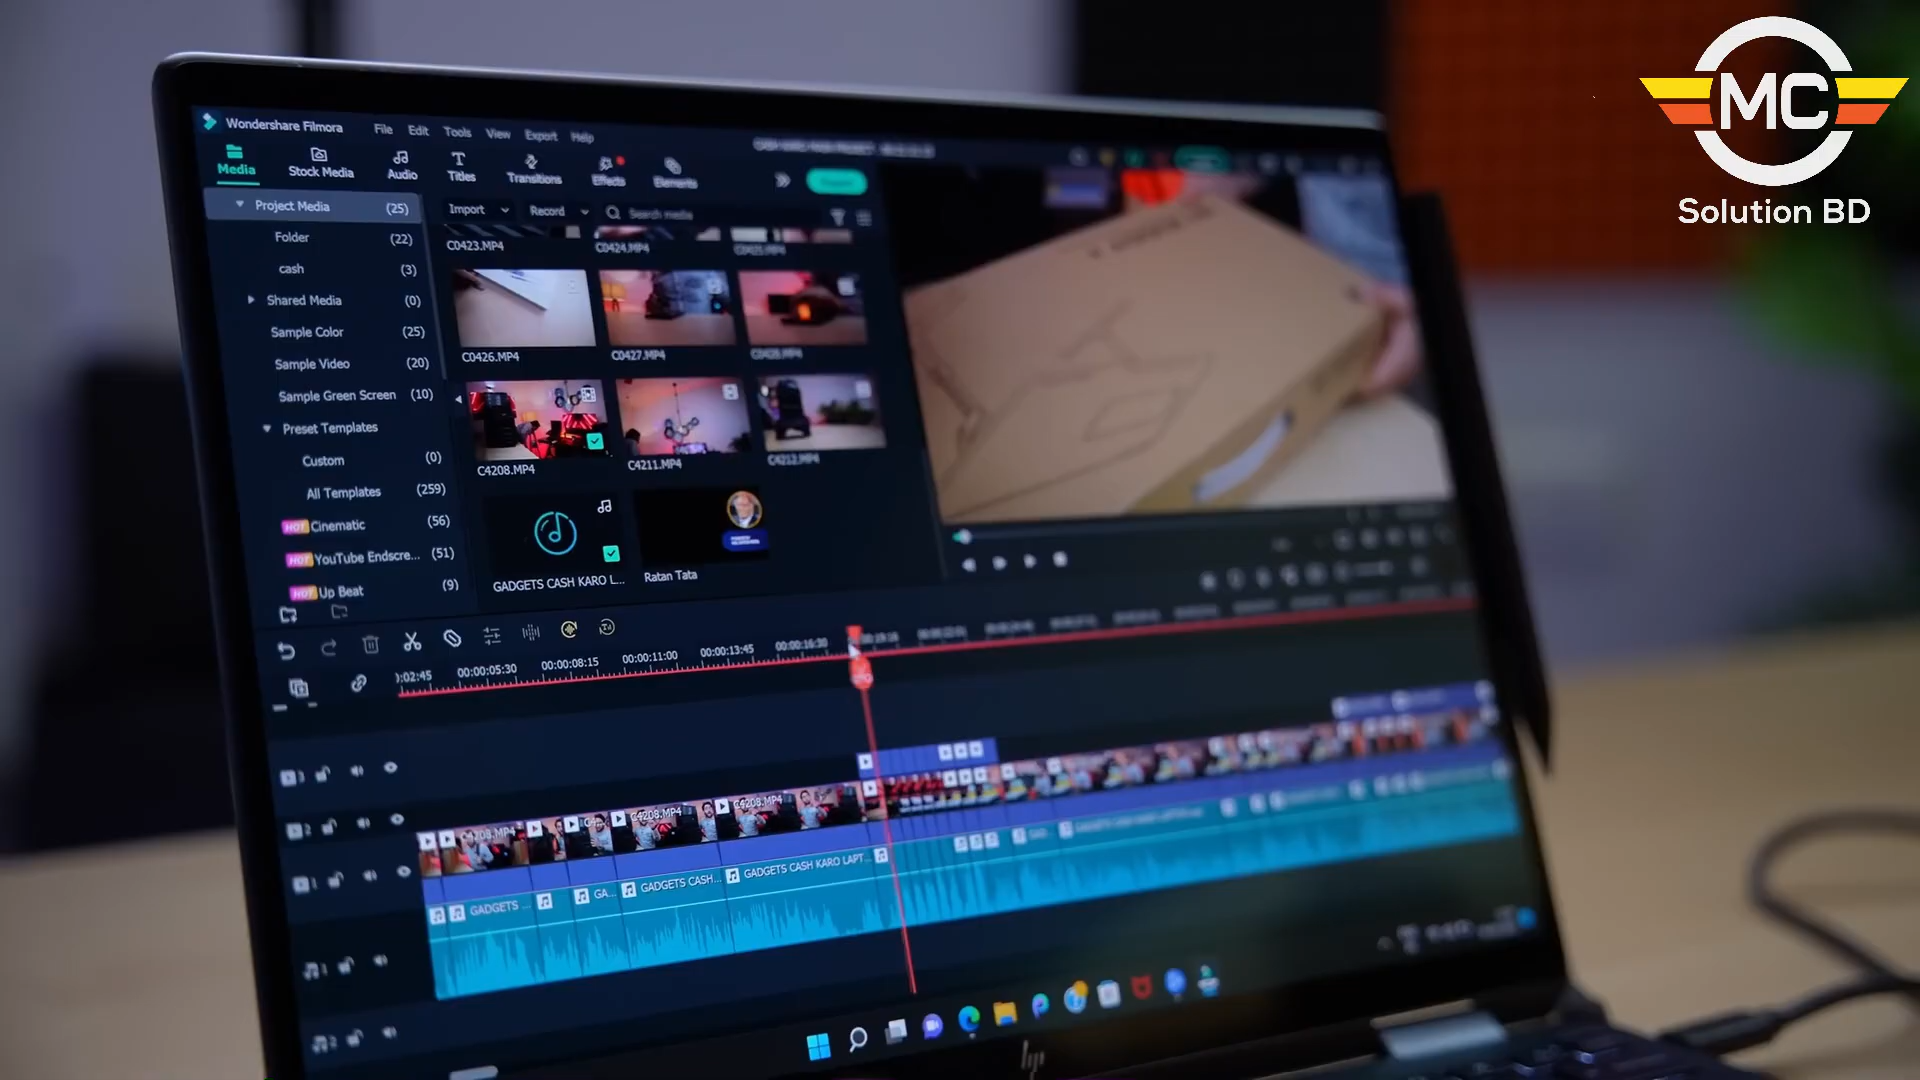 MC
Solution BD
Wondershare Filmora
File Edit Tools View Export Help
Media Stock Media Audio Titles Transitions Effects Elements
Project Media (25)
Folder (22)
cash (3)
Shared Media (0)
Sample Color (25)
Sample Video (20)
Sample Green Screen (10)
Preset Templates
Custom (0)
All Templates (259)
HOT Cinematic (56)
HOT YouTube Endscre... (51)
HOT Up Beat (9)
Import Record Search media
C0423.MP4 C0424.MP4
C0426.MP4 C0427.MP4 C0428.MP4
C4208.MP4 C4211.MP4 C4212.MP4
GADGETS CASH KARO L... Ratan Tata
):02:45 00:00:05:30 00:00:08:15 00:00:11:00 00:00:13:45 00:00:16:30
C4208.MP4 C4208.MP4 C4208.MP4
GADGETS ... GA... GADGETS CASH... GADGETS CASH KARO LAPT...
hp